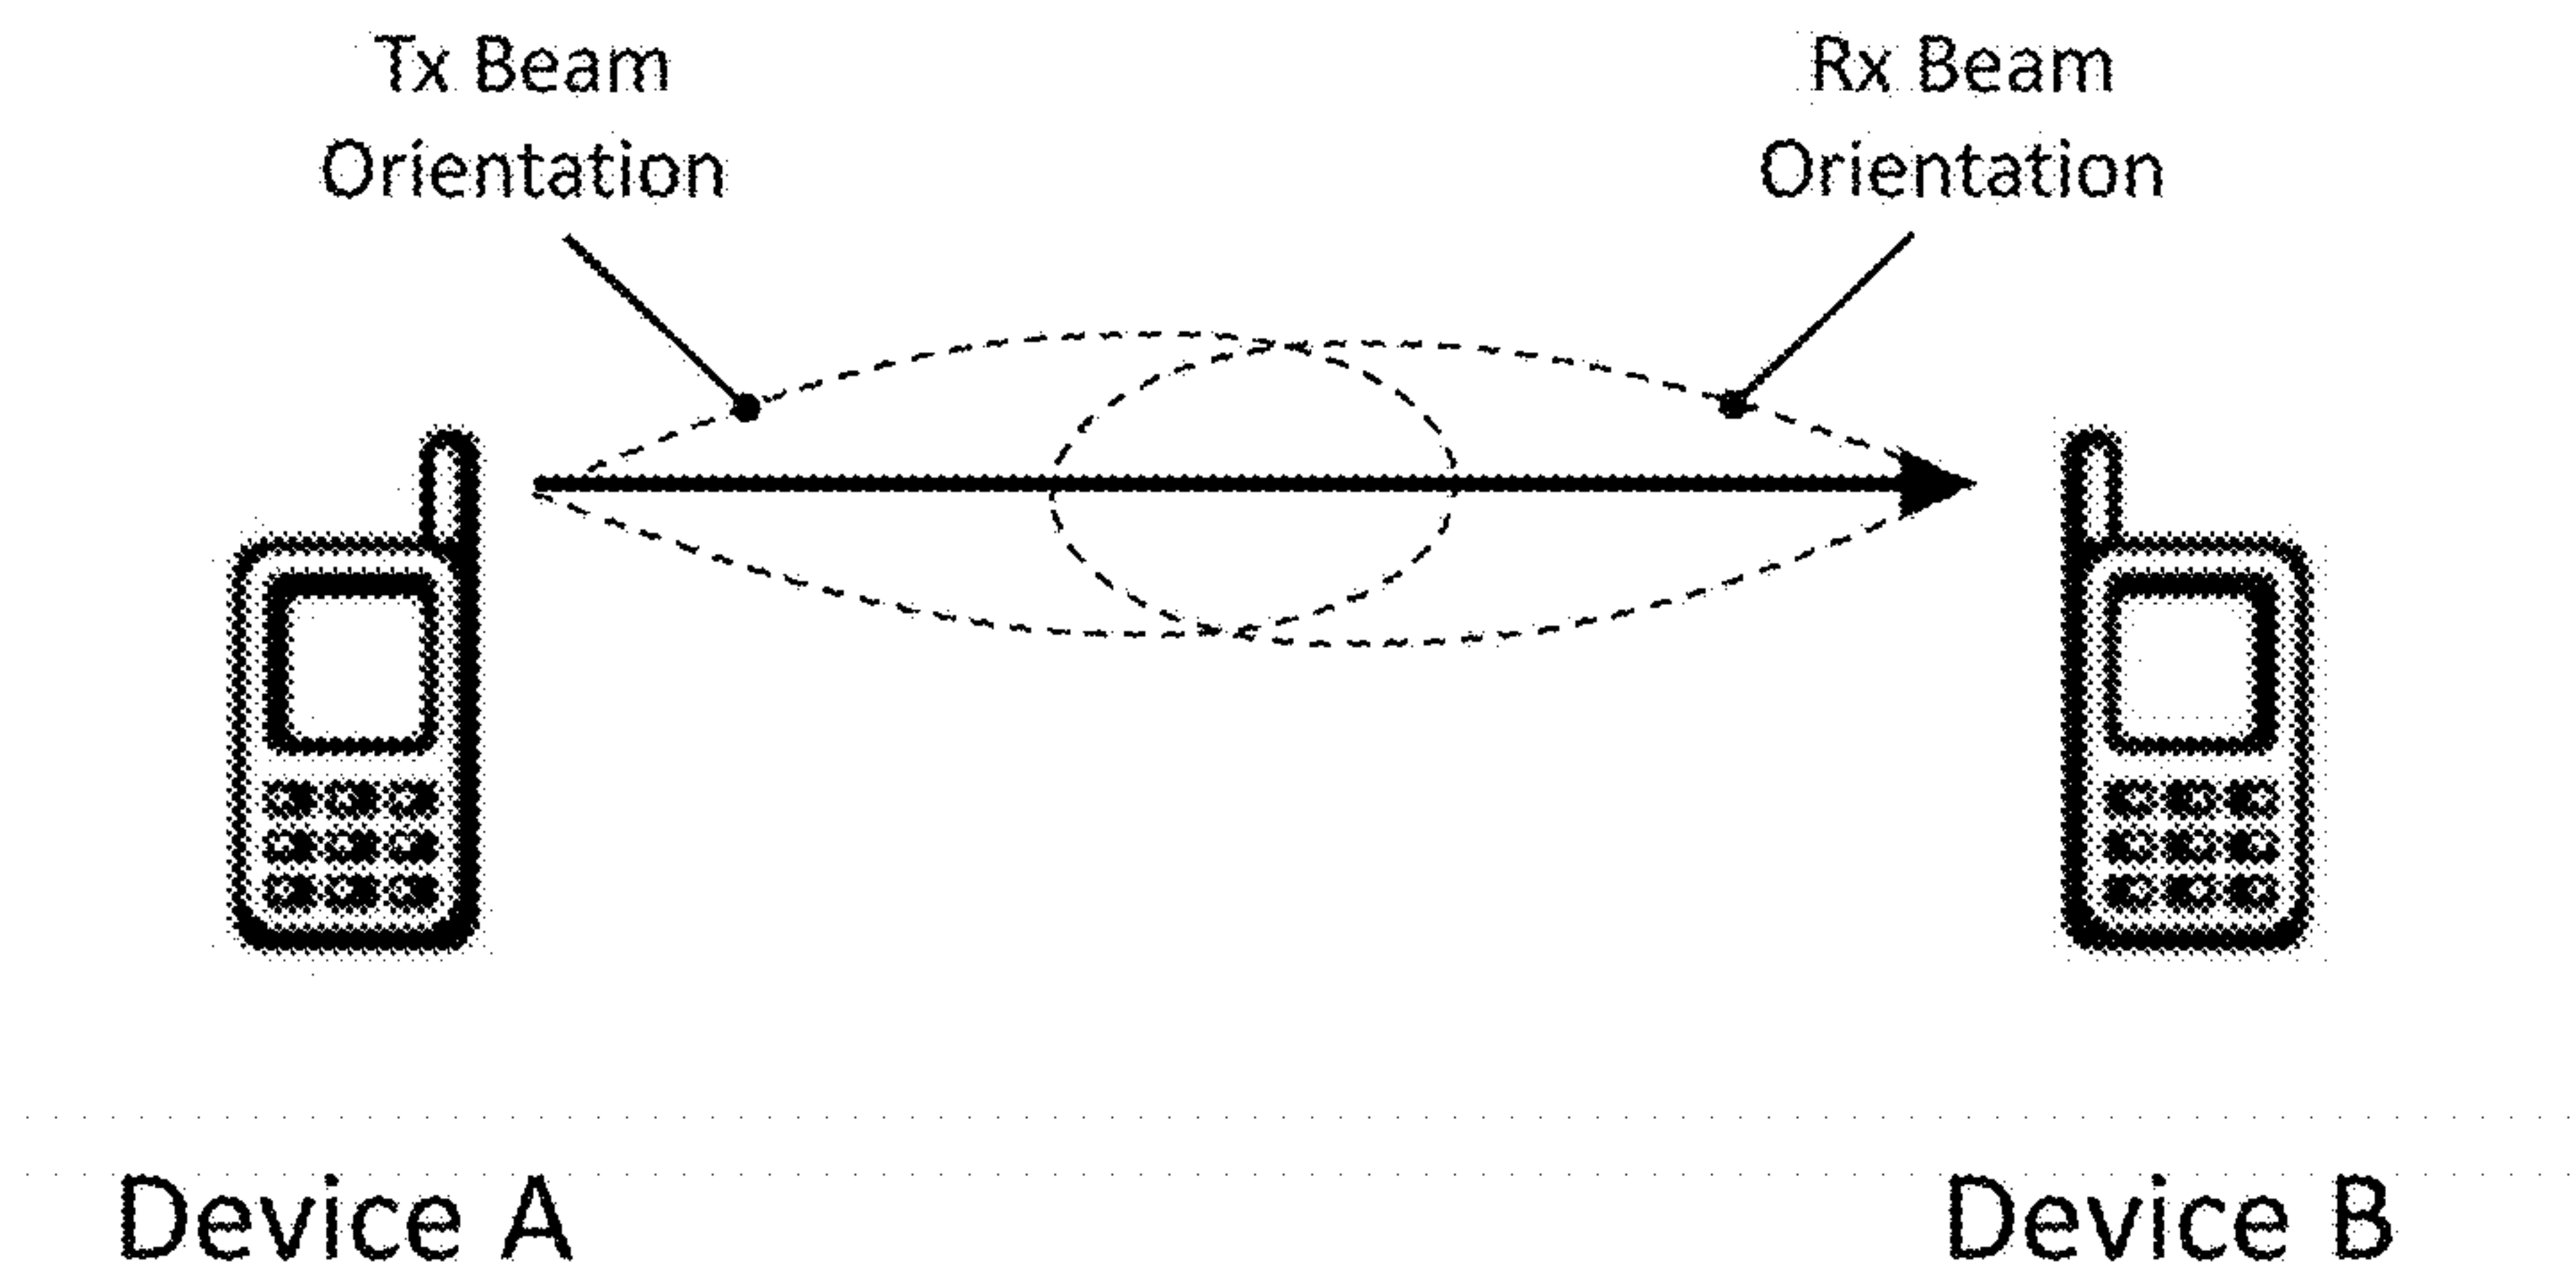 Tx Beam
Orientation
Rx Beam
Orientation
Device A
Device B